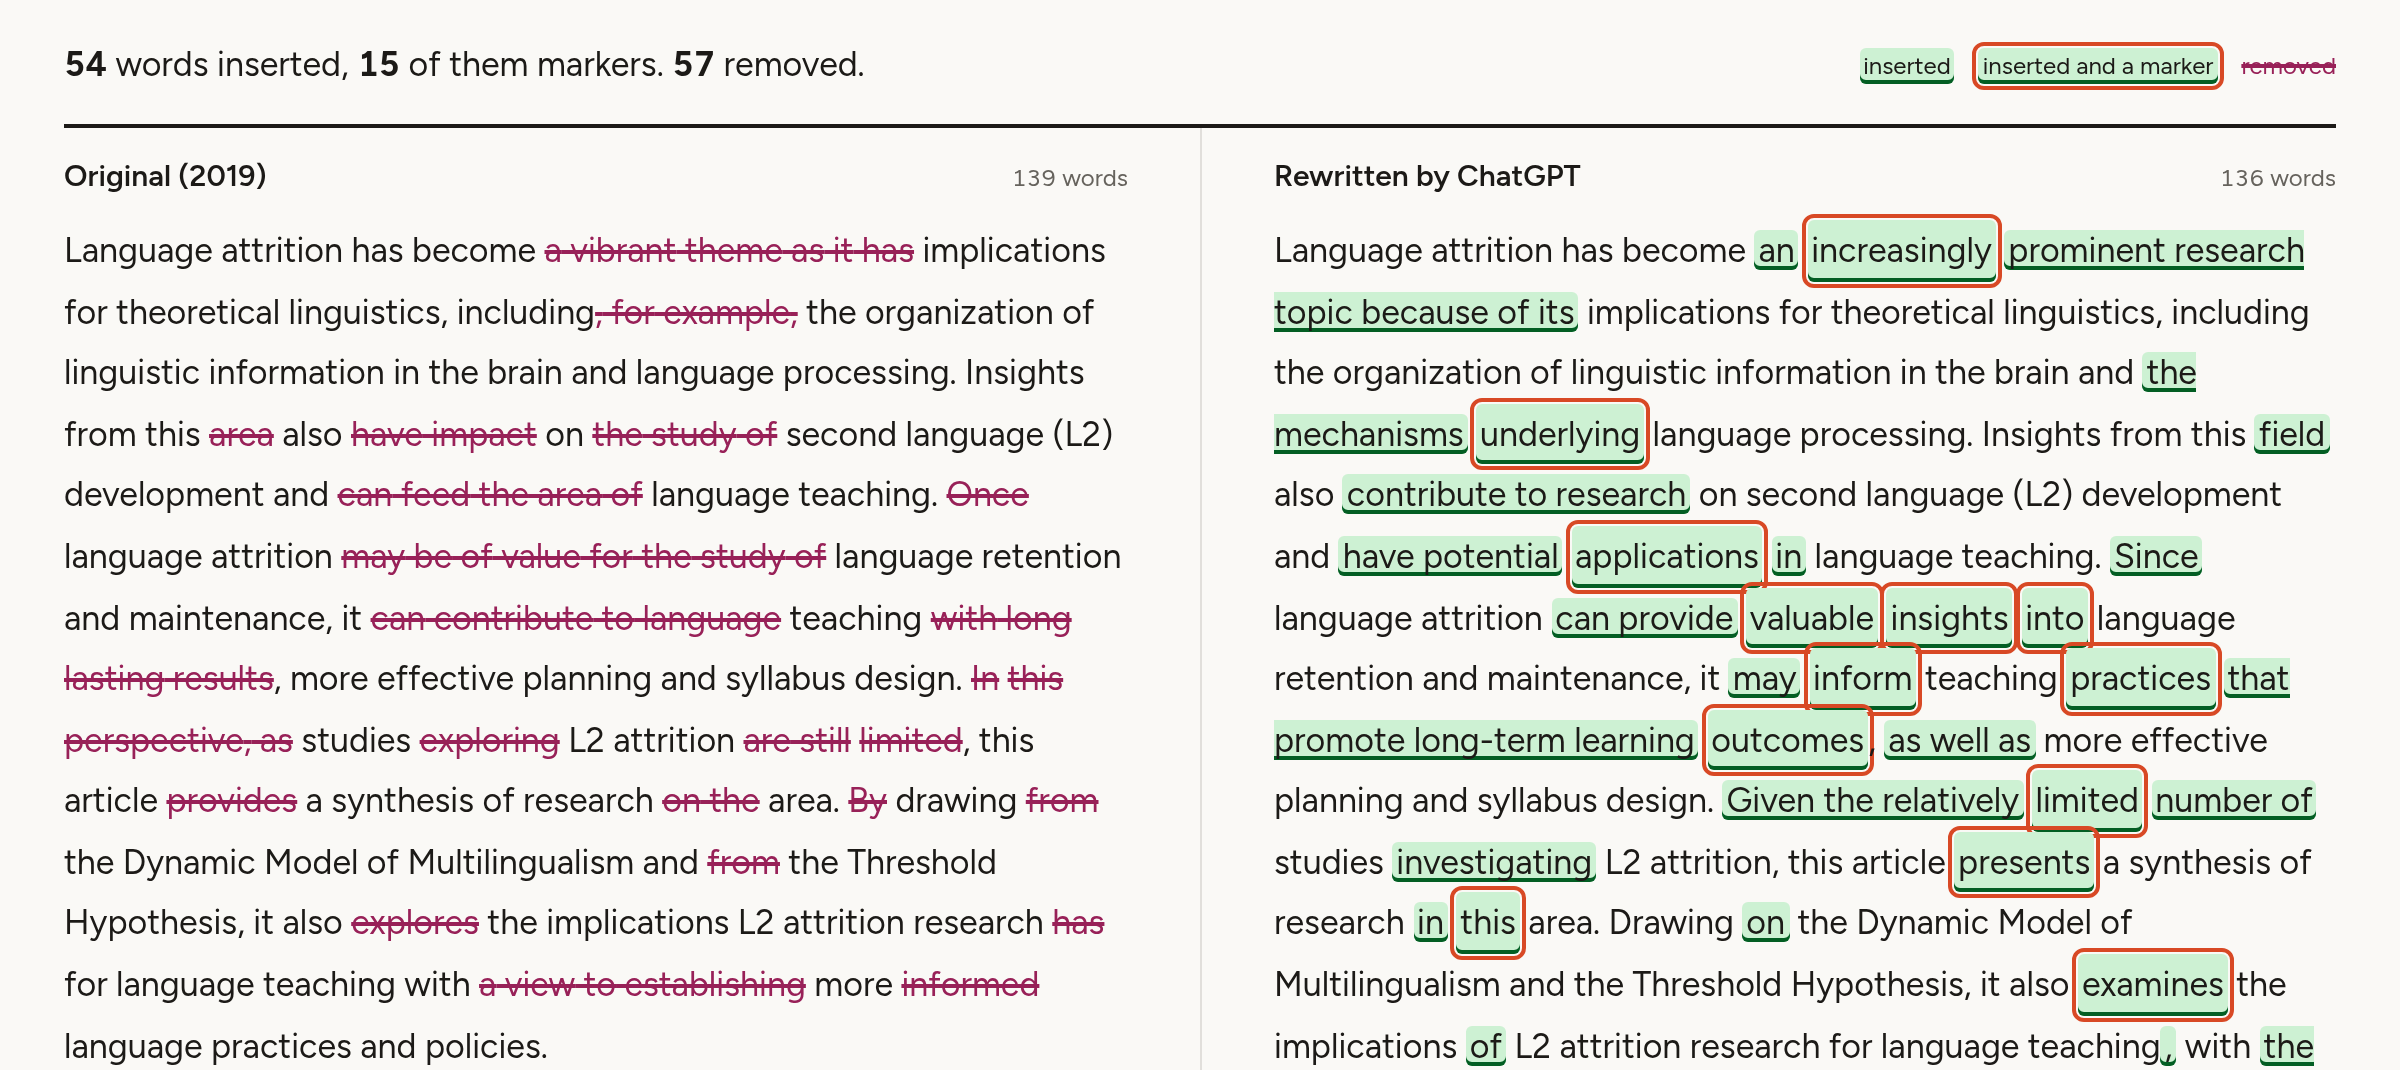 54 words inserted, 15 of them markers. 57 removed.
inserted inserted and a marker removed
Original (2019) 139 words
Language attrition has become a vibrant theme as it has implications
for theoretical linguistics, including, for example, the organization of
linguistic information in the brain and language processing. Insights
from this area also have impact on the study of second language (L2)
development and can feed the area of language teaching. Once
language attrition may be of value for the study of language retention
and maintenance, it can contribute to language teaching with long
lasting results, more effective planning and syllabus design. In this
perspective, as studies exploring L2 attrition are still limited, this
article provides a synthesis of research on the area. By drawing from
the Dynamic Model of Multilingualism and from the Threshold
Hypothesis, it also explores the implications L2 attrition research has
for language teaching with a view to establishing more informed
language practices and policies.
Rewritten by ChatGPT 136 words
Language attrition has become an increasingly prominent research
topic because of its implications for theoretical linguistics, including
the organization of linguistic information in the brain and the
mechanisms underlying language processing. Insights from this field
also contribute to research on second language (L2) development
and have potential applications in language teaching. Since
language attrition can provide valuable insights into language
retention and maintenance, it may inform teaching practices that
promote long-term learning outcomes, as well as more effective
planning and syllabus design. Given the relatively limited number of
studies investigating L2 attrition, this article presents a synthesis of
research in this area. Drawing on the Dynamic Model of
Multilingualism and the Threshold Hypothesis, it also examines the
implications of L2 attrition research for language teaching, with the